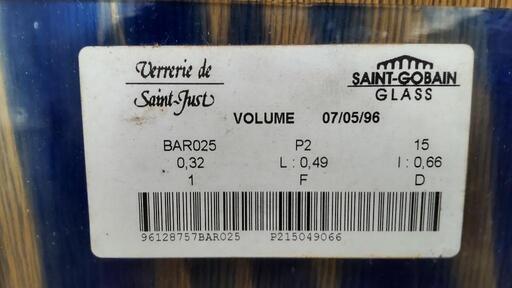 Verrerie de
Saint-Just
SAINT-GOBAIN
GLASS
VOLUME 07/05/96
BAR025 P2 15
0,32 L : 0,49 l : 0,66
1 F D
96128757BAR025 P215049066